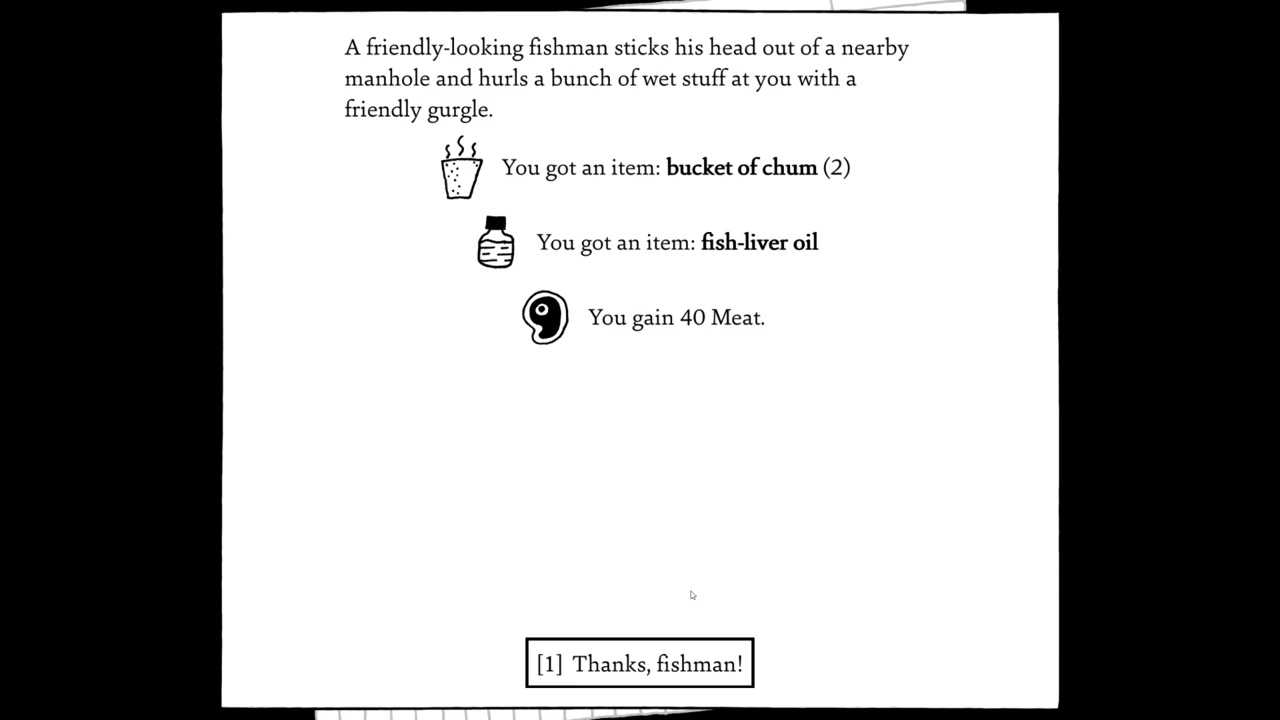 A friendly-looking fishman sticks his head out of a nearby
manhole and hurls a bunch of wet stuff at you with a
friendly gurgle.
You got an item: bucket of chum (2)
You got an item: fish-liver oil
You gain 40 Meat.
[1] Thanks, fishman!